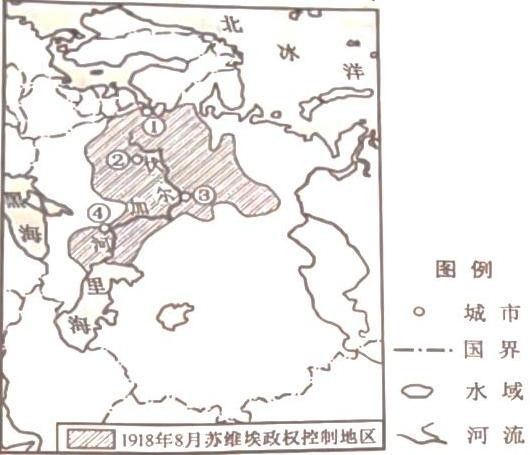 北
冰
洋
①
②
伏
尔
③
加
④
河
黑
海
里
海
图例
城市
国界
水域
河流
1918年8月苏维埃政权控制地区